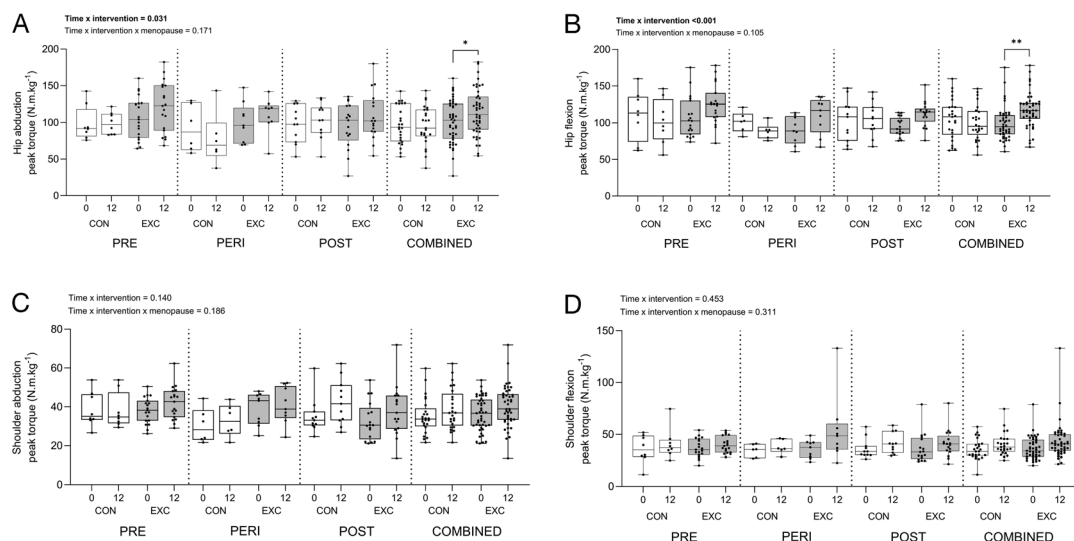 A
Time x intervention = 0.031
Time x intervention x menopause = 0.171
Hip abduction
peak torque (N.m.kg-1)
200
150
100
50
0
*
0 12 0 12 0 12 0 12 0 12 0 12 0 12 0 12
CON EXC CON EXC CON EXC CON EXC
PRE PERI POST COMBINED
B
Time x intervention <0.001
Time x intervention x menopause = 0.105
Hip flexion
peak torque (N.m.kg-1)
200
150
100
50
0
**
0 12 0 12 0 12 0 12 0 12 0 12 0 12 0 12
CON EXC CON EXC CON EXC CON EXC
PRE PERI POST COMBINED
C
Time x intervention = 0.140
Time x intervention x menopause = 0.186
Shoulder abduction
peak torque (N.m.kg-1)
80
60
40
20
0
0 12 0 12 0 12 0 12 0 12 0 12 0 12 0 12
CON EXC CON EXC CON EXC CON EXC
PRE PERI POST COMBINED
D
Time x intervention = 0.453
Time x intervention x menopause = 0.311
Shoulder flexion
peak torque (N.m.kg-1)
150
100
50
0
0 12 0 12 0 12 0 12 0 12 0 12 0 12 0 12
CON EXC CON EXC CON EXC CON EXC
PRE PERI POST COMBINED